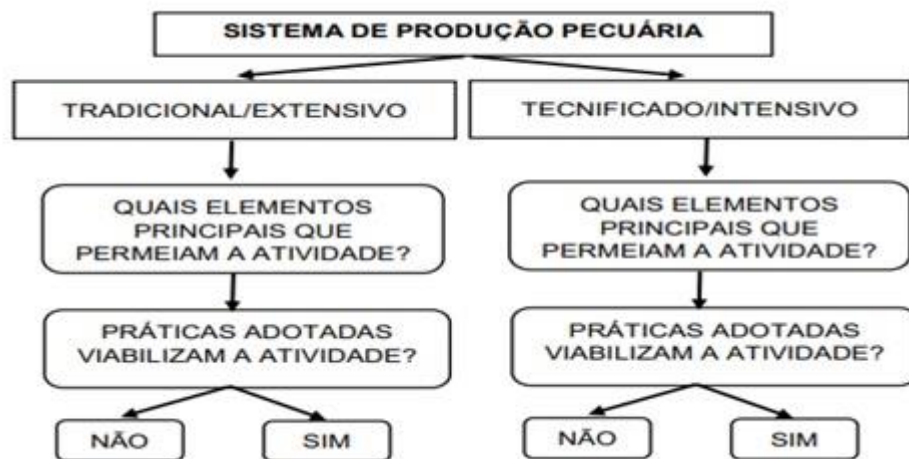 SISTEMA DE PRODUÇÃO PECUÁRIA
TRADICIONAL/EXTENSIVO
TECNIFICADO/INTENSIVO
QUAIS ELEMENTOS
PRINCIPAIS QUE
PERMEIAM A ATIVIDADE?
QUAIS ELEMENTOS
PRINCIPAIS QUE
PERMEIAM A ATIVIDADE?
PRÁTICAS ADOTADAS
VIABILIZAM A ATIVIDADE?
PRÁTICAS ADOTADAS
VIABILIZAM A ATIVIDADE?
NÃO
SIM
NÃO
SIM